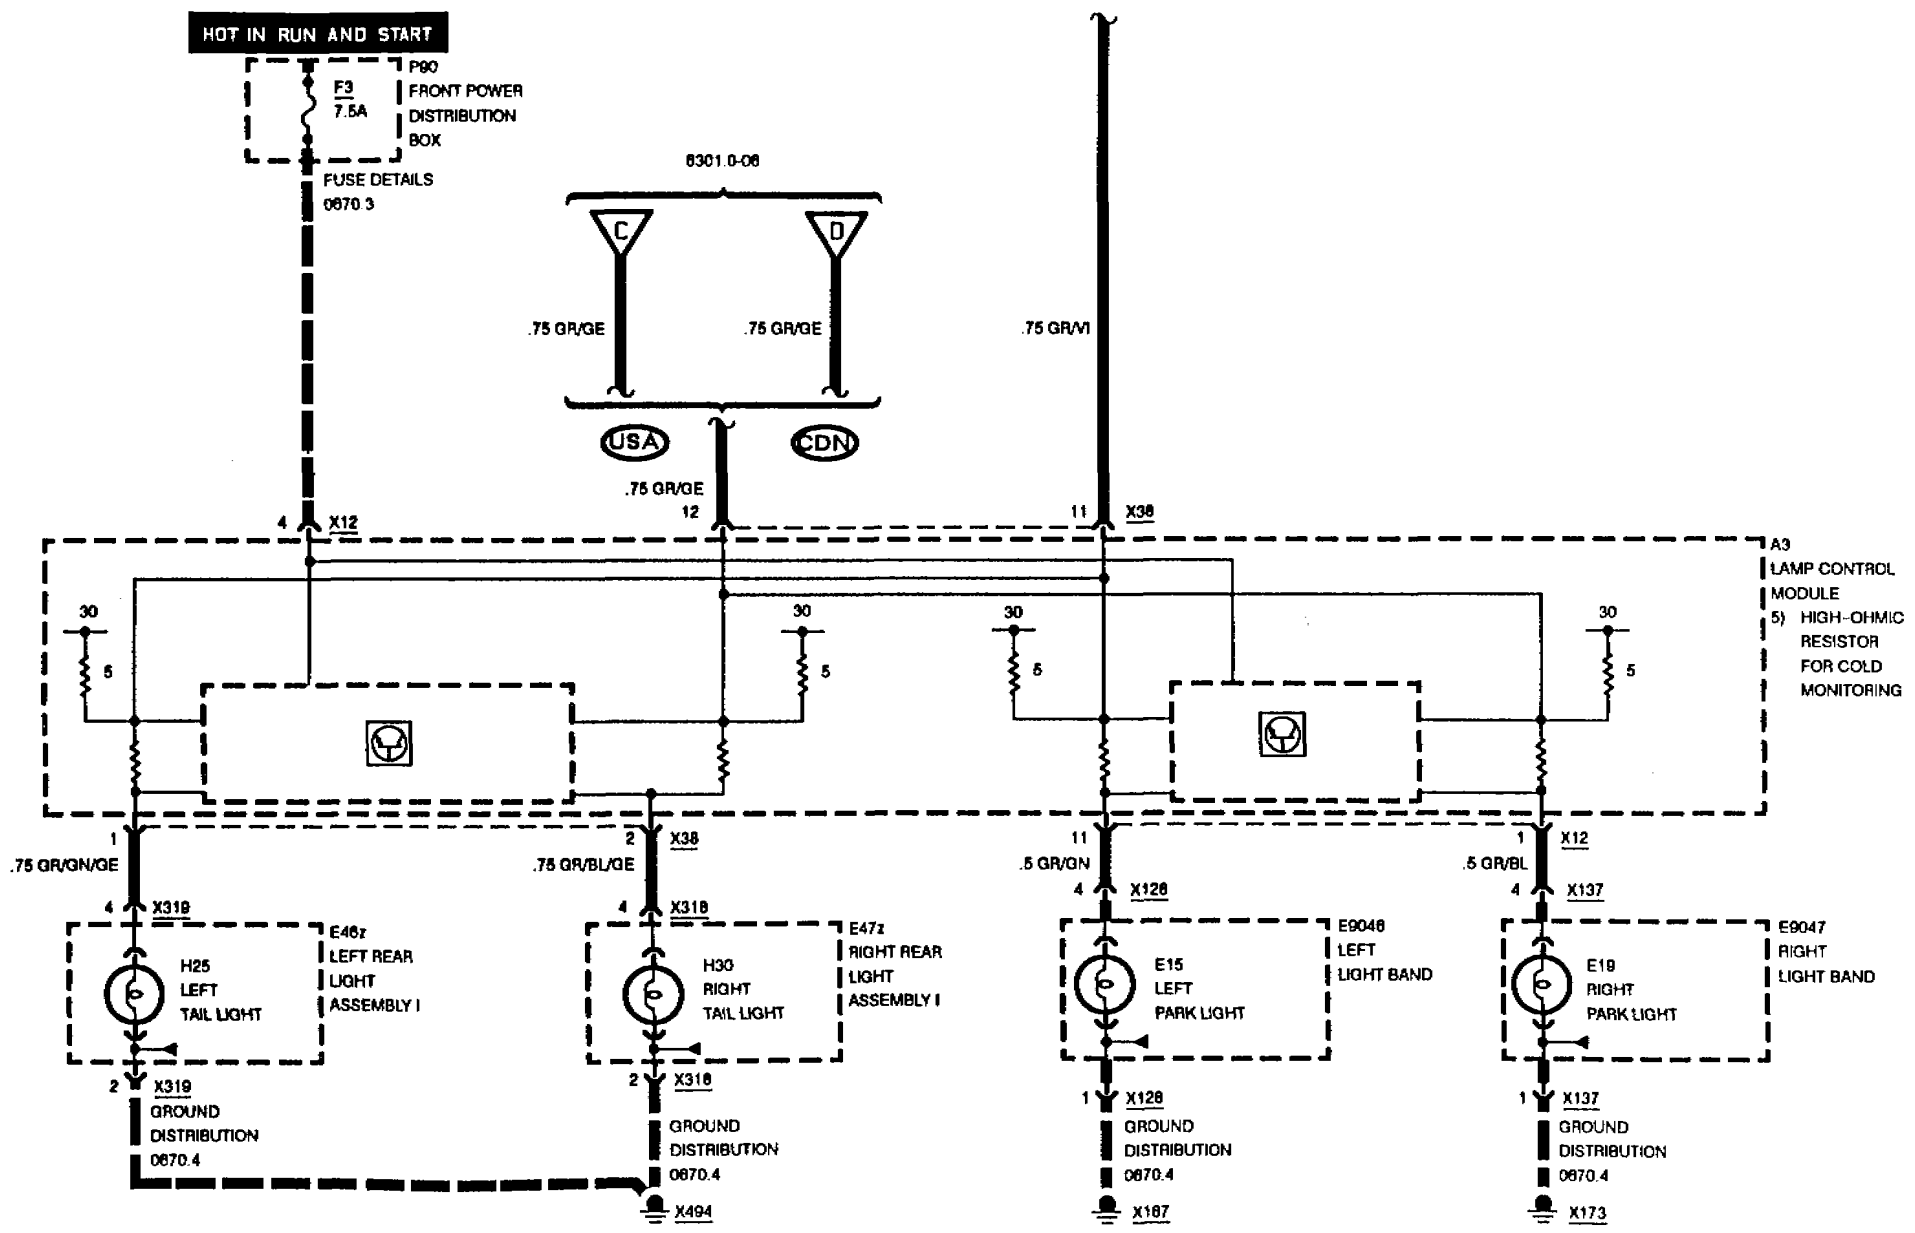 HOT IN RUN AND START
P90
FRONT POWER
DISTRIBUTION
BOX
F3
7.5A
FUSE DETAILS
0670.3
6301.0-06
C
D
.75 GR/GE
.75 GR/GE
.75 GR/VI
USA
CDN
.75 GR/GE
4
X12
12
11
X38
A3
LAMP CONTROL
MODULE
5) HIGH-OHMIC
RESISTOR
FOR COLD
MONITORING
30
30
30
30
5
5
5
5
1
2
X38
11
1
X12
.75 GR/GN/GE
.75 GR/BL/GE
.5 GR/GN
.5 GR/BL
4
X319
4
X318
4
X128
4
X137
E46z
LEFT REAR
LIGHT
ASSEMBLY I
H25
LEFT
TAIL LIGHT
E47z
RIGHT REAR
LIGHT
ASSEMBLY I
H30
RIGHT
TAIL LIGHT
E9046
LEFT
LIGHT BAND
E15
LEFT
PARK LIGHT
E9047
RIGHT
LIGHT BAND
E19
RIGHT
PARK LIGHT
2
X319
2
X318
1
X128
1
X137
GROUND
DISTRIBUTION
0670.4
GROUND
DISTRIBUTION
0670.4
GROUND
DISTRIBUTION
0670.4
GROUND
DISTRIBUTION
0670.4
X494
X167
X173